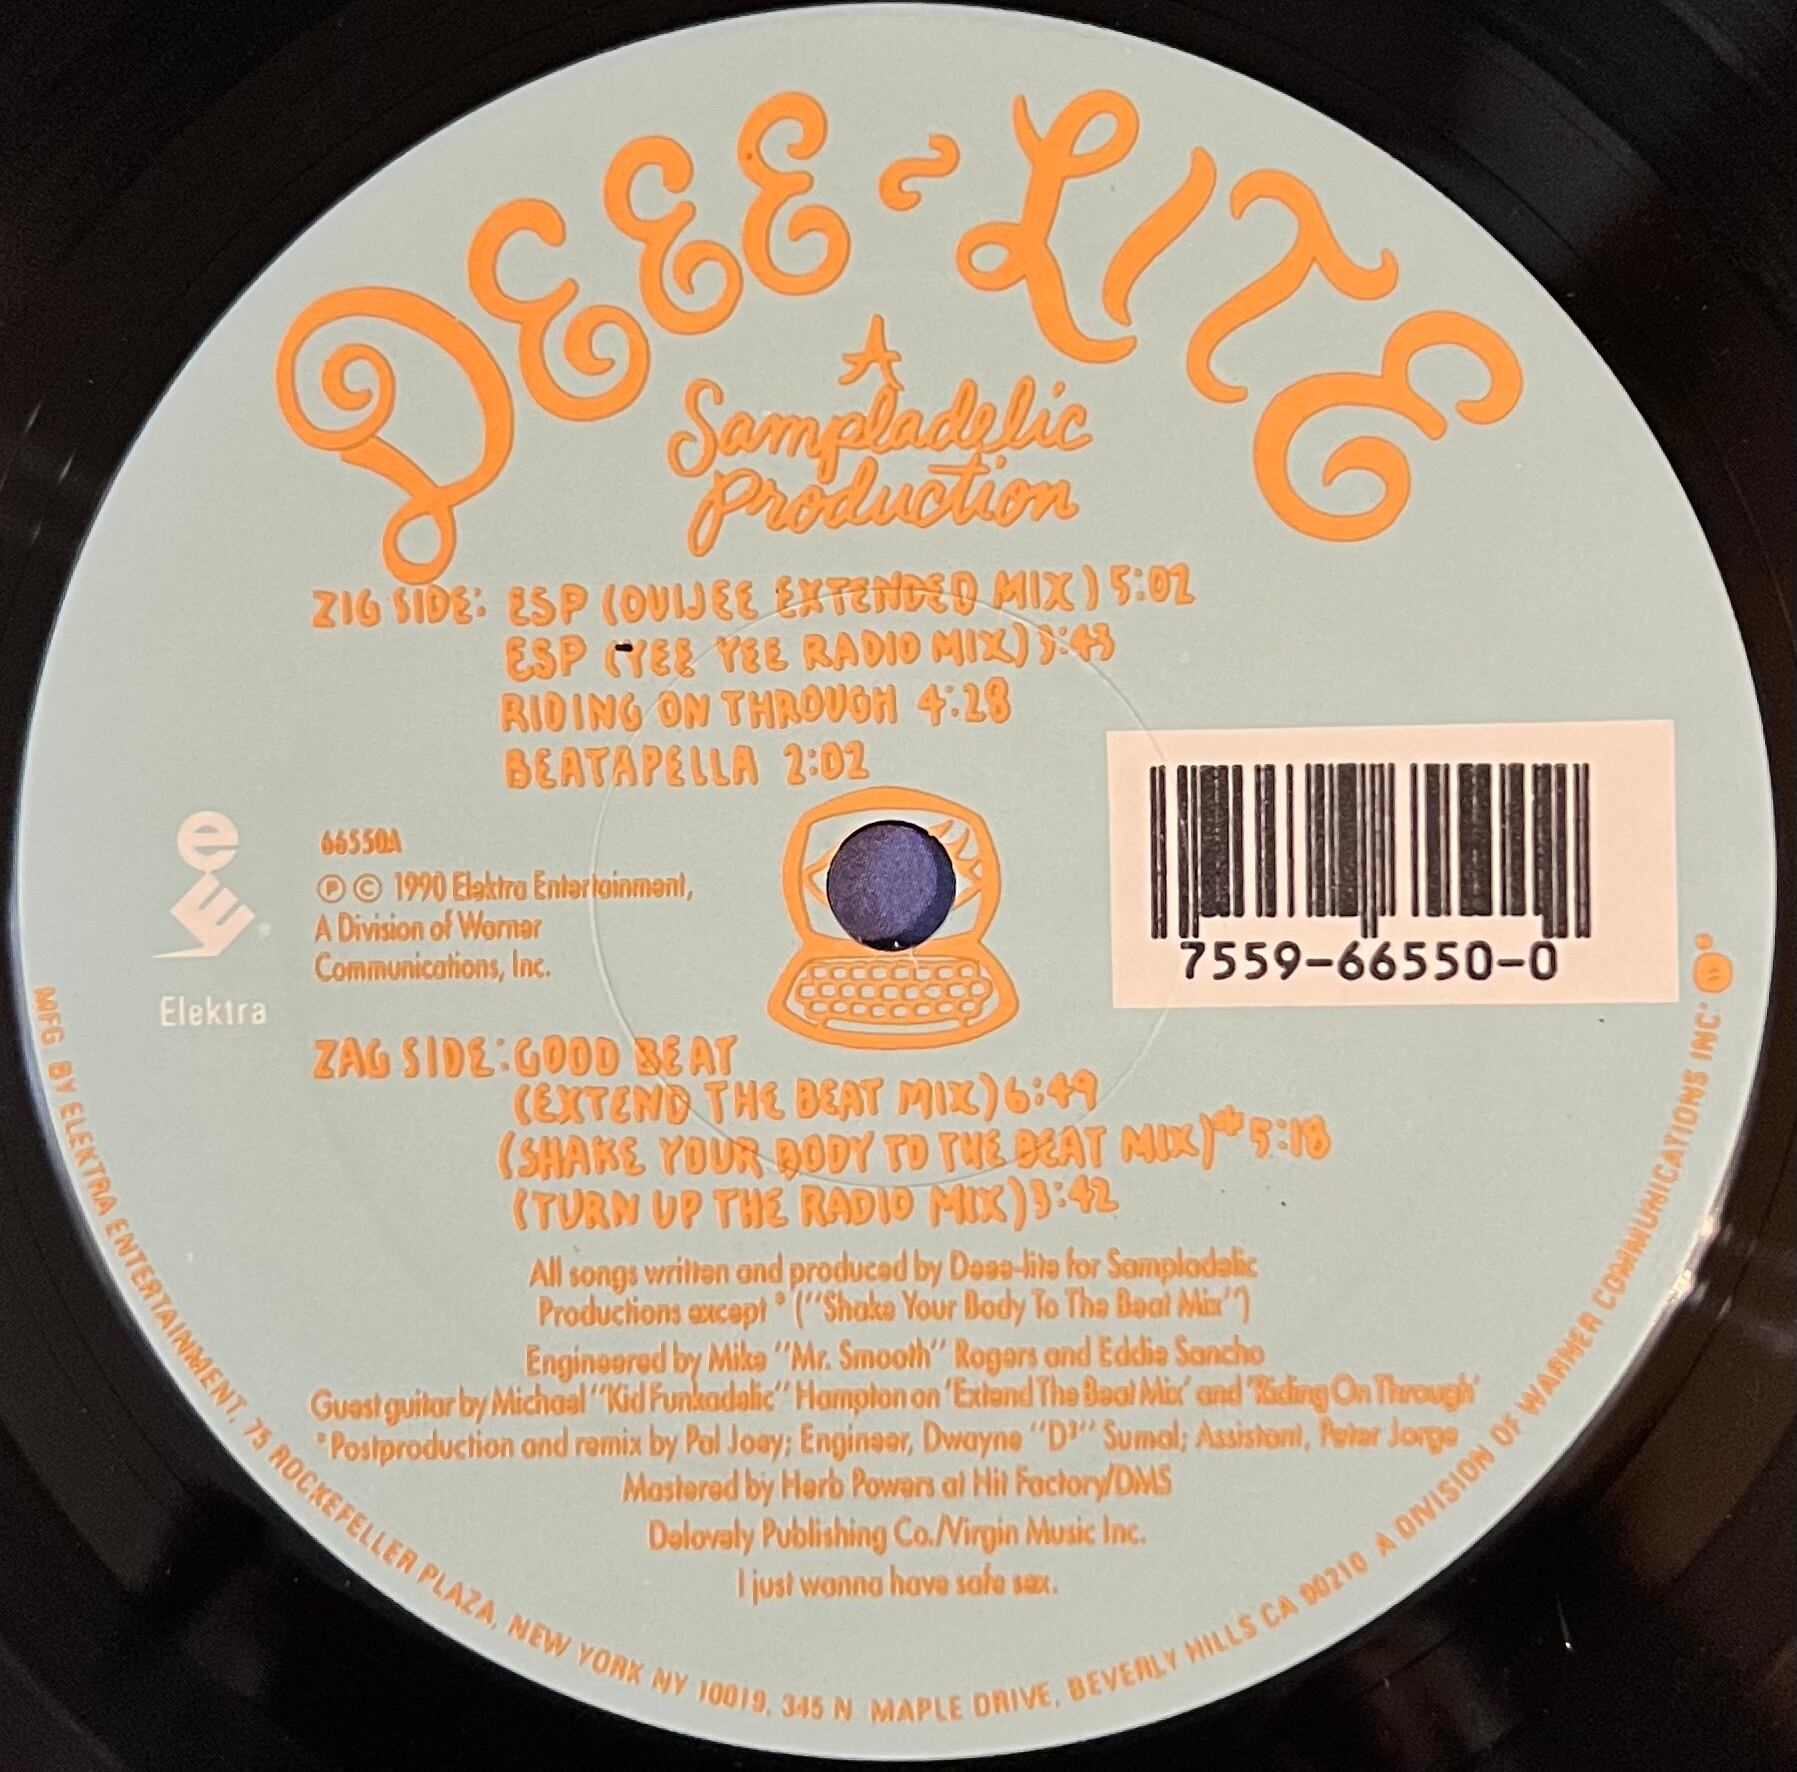 DEEE-LITE
A
Sampladelic
Production
ZIG SIDE: ESP (OUIJEE EXTENDED MIX) 5:02
ESP (YEE YEE RADIO MIX) 3:43
RIDING ON THROUGH 4:28
BEATAPELLA 2:02
66550A
℗ © 1990 Elektra Entertainment,
A Division of Warner
Communications, Inc.
e
Elektra
7559-66550-0
ZAG SIDE: GOOD BEAT
(EXTEND THE BEAT MIX) 6:49
(SHAKE YOUR BODY TO THE BEAT MIX)* 5:18
(TURN UP THE RADIO MIX) 3:42
All songs written and produced by Deee-lite for Sampladelic
Productions except * ("Shake Your Body To The Beat Mix")
Engineered by Mike "Mr. Smooth" Rogers and Eddie Sancho
Guest guitar by Michael "Kid Funkadelic" Hampton on 'Extend The Beat Mix' and 'Riding On Through'
*Postproduction and remix by Pal Joey; Engineer, Dwayne "D³" Sumal; Assistant, Peter Jorge
Mastered by Herb Powers at Hit Factory/DMS
Delovely Publishing Co./Virgin Music Inc.
I just wanna have safe sex.
MFG. BY ELEKTRA ENTERTAINMENT, 75 ROCKEFELLER PLAZA, NEW YORK NY 10019, 345 N. MAPLE DRIVE, BEVERLY HILLS CA 90210 A DIVISION OF WARNER COMMUNICATIONS INC.